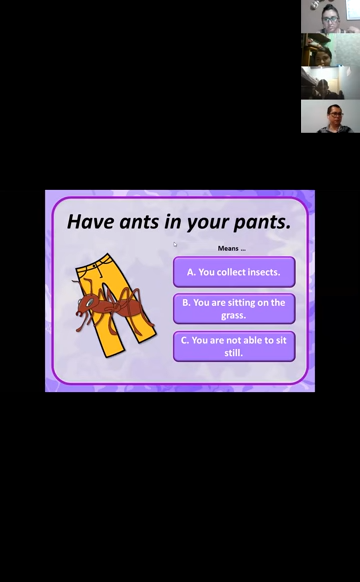 Have ants in your pants.
Means ...
A. You collect insects.
B. You are sitting on the
grass.
C. You are not able to sit
still.